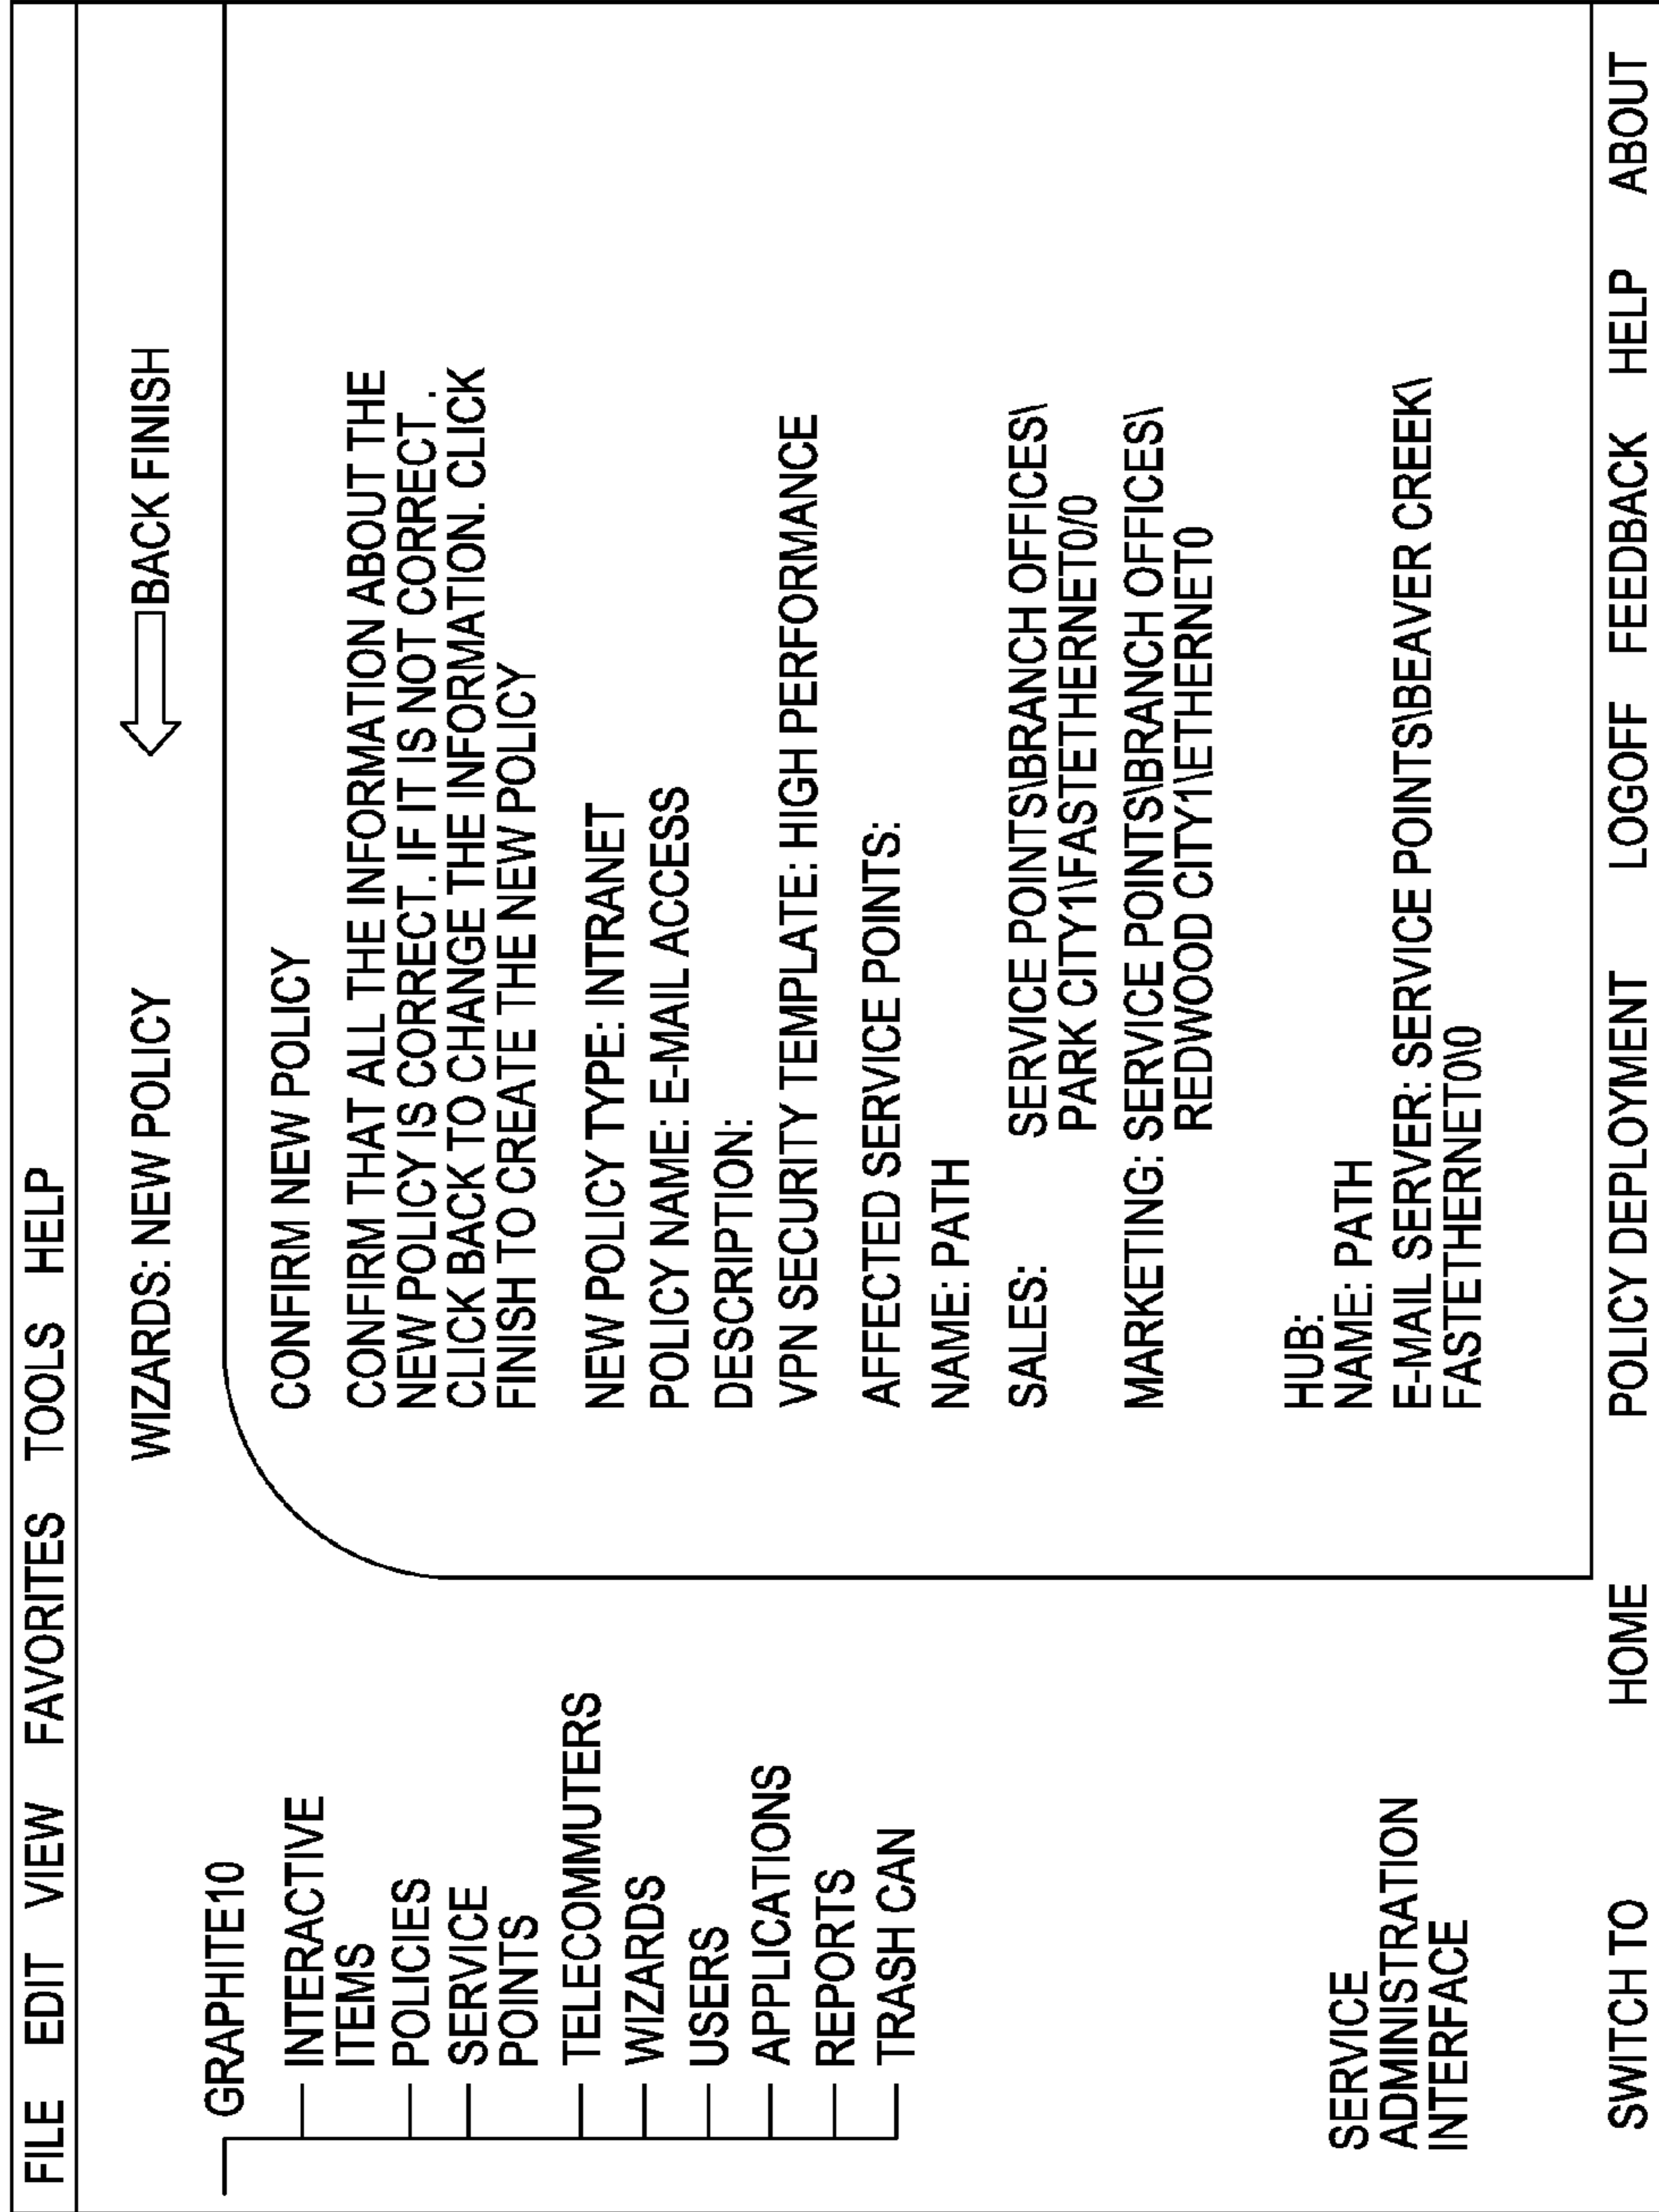 FILE EDIT VIEW FAVORITES TOOLS HELP
WIZARDS: NEW POLICY
BACK FINISH
GRAPHITE10
INTERACTIVE
ITEMS
POLICIES
SERVICE
POINTS
TELECOMMUTERS
WIZARDS
USERS
APPLICATIONS
REPORTS
TRASH CAN
SERVICE
ADMINISTRATION
INTERFACE
CONFIRM NEW POLICY
CONFIRM THAT ALL THE INFORMATION ABOUT THE
NEW POLICY IS CORRECT. IF IT IS NOT CORRECT .
CLICK BACK TO CHANGE THE INFORMATION. CLICK
FINISH TO CREATE THE NEW POLICY
NEW POLICY TYPE: INTRANET
POLICY NAME: E-MAIL ACCESS
DESCRIPTION:
VPN SECURITY TEMPLATE: HIGH PERFORMANCE
AFFECTED SERVICE POINTS:
NAME: PATH
SALES: SERVICE POINTS\BRANCH OFFICES\
PARK CITY1\FASTETHERNET0/0
MARKETING: SERVICE POINTS\BRANCH OFFICES\
REDWOOD CITY1\ETHERNET0
HUB:
NAME: PATH
E-MAIL SERVER: SERVICE POINTS\BEAVER CREEK\
FASTETHERNET0\0
SWITCH TO HOME POLICY DEPLOYMENT LOGOFF FEEDBACK HELP ABOUT